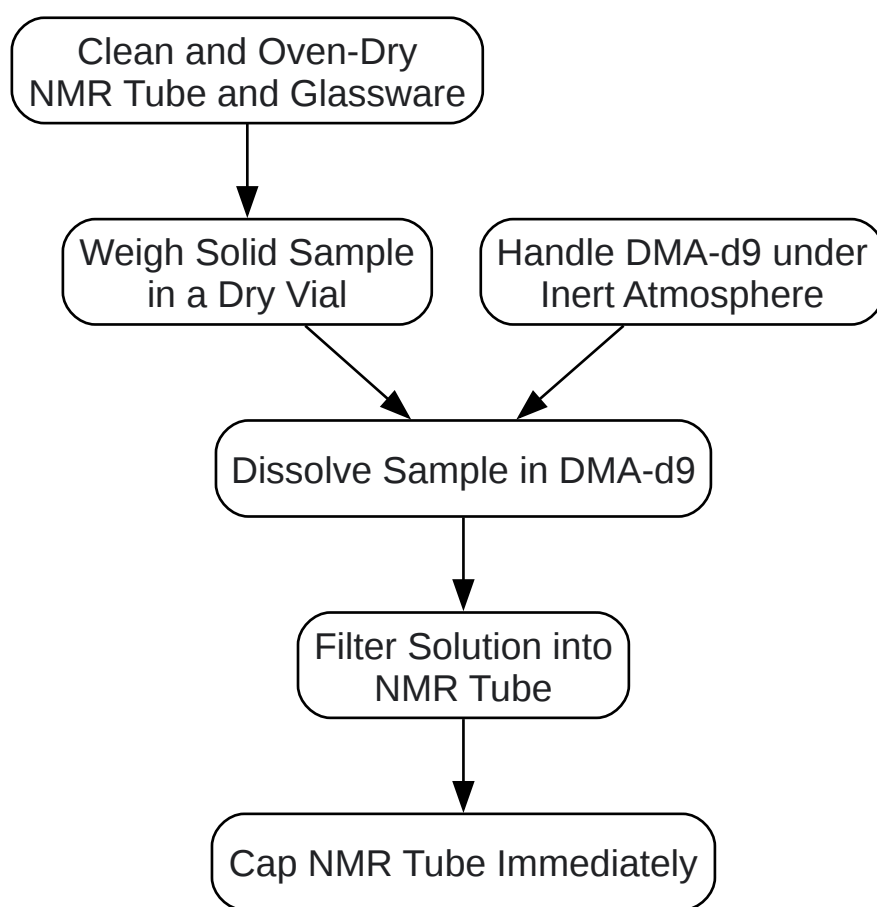 Clean and Oven-Dry
NMR Tube and Glassware
Weigh Solid Sample
in a Dry Vial
Handle DMA-d9 under
Inert Atmosphere
Dissolve Sample in DMA-d9
Filter Solution into
NMR Tube
Cap NMR Tube Immediately